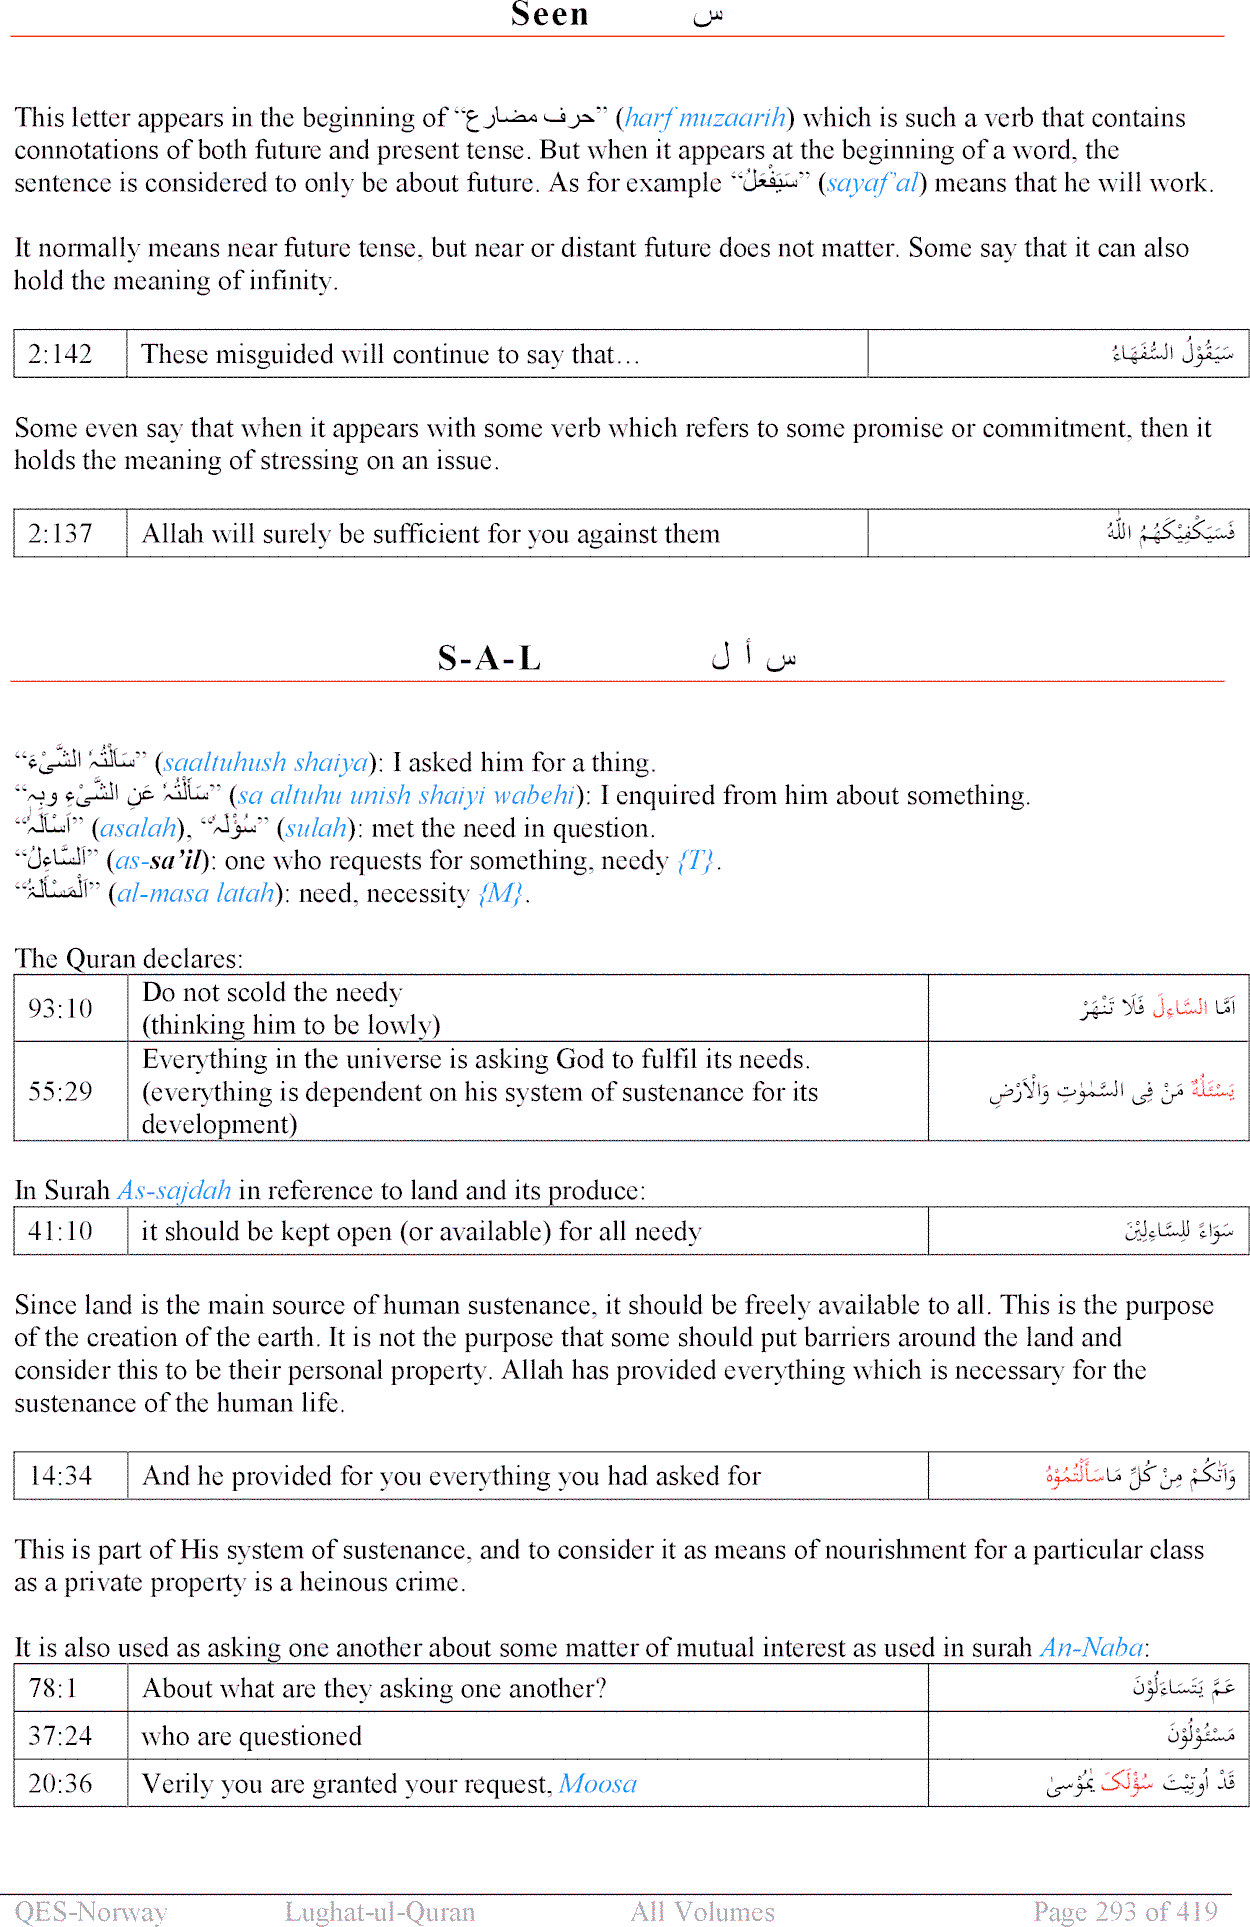 Seen س
This letter appears in the beginning of “حرف مضارع” (harf muzaarih) which is such a verb that contains
connotations of both future and present tense. But when it appears at the beginning of a word, the
sentence is considered to only be about future. As for example “سَيَفْعَلُ” (sayaf’al) means that he will work.
It normally means near future tense, but near or distant future does not matter. Some say that it can also
hold the meaning of infinity.
2:142 These misguided will continue to say that… سَيَقُوْلُ السُّفَهَاءُ
Some even say that when it appears with some verb which refers to some promise or commitment, then it
holds the meaning of stressing on an issue.
2:137 Allah will surely be sufficient for you against them فَسَيَكْفِيْكَهُمُ اللّٰهُ
S-A-L س أ ل
“سَاَلْتُہٗ الشَّیْءَ” (saaltuhush shaiya): I asked him for a thing.
“سَأَلْتُہٗ عَنِ الشَّیْءِ وبِہٖ” (sa altuhu unish shaiyi wabehi): I enquired from him about something.
“اَسْاَلَہٗ” (asalah), “سُؤْلَہٗ” (sulah): met the need in question.
“اَلسَّاءِلُ” (as-sa’il): one who requests for something, needy {T}.
“اَلْمَسْأَلَۃُ” (al-masa latah): need, necessity {M}.
The Quran declares:
93:10 Do not scold the needy
(thinking him to be lowly) اَمَّا السَّاءِلَ فَلَا تَنْهَرْ
55:29 Everything in the universe is asking God to fulfil its needs.
(everything is dependent on his system of sustenance for its
development) يَسْئَلُهٗ مَنْ فِى السَّمٰوٰتِ وَالْاَرْضِ
In Surah As-sajdah in reference to land and its produce:
41:10 it should be kept open (or available) for all needy سَوَاءً لِلسَّاءِلِيْنَ
Since land is the main source of human sustenance, it should be freely available to all. This is the purpose
of the creation of the earth. It is not the purpose that some should put barriers around the land and
consider this to be their personal property. Allah has provided everything which is necessary for the
sustenance of the human life.
14:34 And he provided for you everything you had asked for وَاٰتٰكُمْ مِنْ كُلِّ مَاسَأَلْتُمُوْهُ
This is part of His system of sustenance, and to consider it as means of nourishment for a particular class
as a private property is a heinous crime.
It is also used as asking one another about some matter of mutual interest as used in surah An-Naba:
78:1 About what are they asking one another? عَمَّ يَتَسَاءَلُوْنَ
37:24 who are questioned مَسْئُوْلُوْنَ
20:36 Verily you are granted your request, Moosa قَدْ اُوتِيْتَ سُؤْلَکَ يٰمُوْسىٰ
QES-Norway Lughat-ul-Quran All Volumes Page 293 of 419